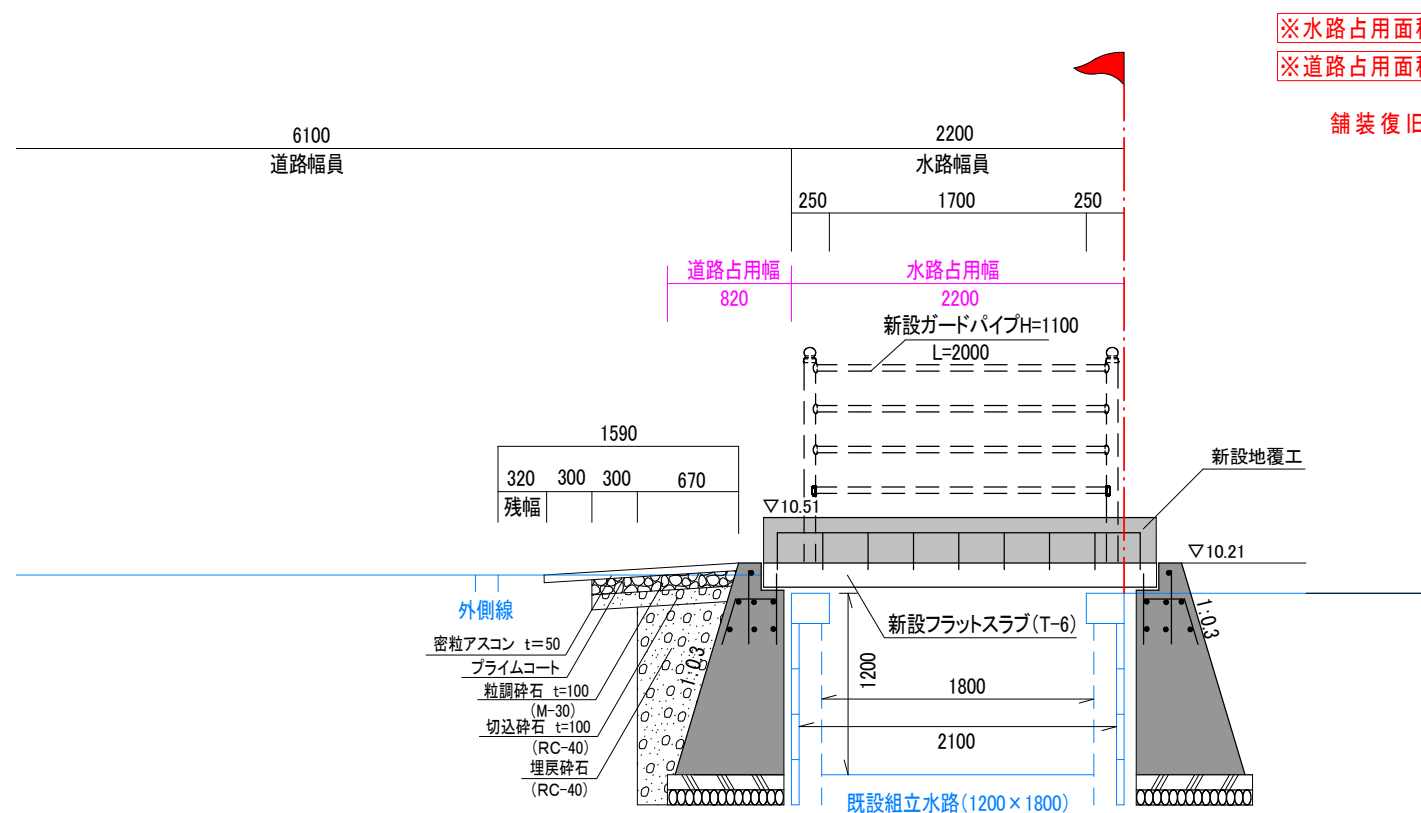 ※水路占用面
※道路占用面
舗装復旧
6100
道路幅員
2200
水路幅員
250
1700
250
道路占用幅
820
水路占用幅
2200
新設ガードパイプH=1100
L=2000
1590
320
300
300
670
残幅
新設地覆工
▽10.51
▽10.21
外側線
新設フラットスラブ(T-6)
密粒アスコン t=50
プライムコート
粒調砕石 t=100
(M-30)
切込砕石 t=100
(RC-40)
埋戻砕石
(RC-40)
1:0.3
1:0.3
1200
1800
2100
既設組立水路(1200×1800)